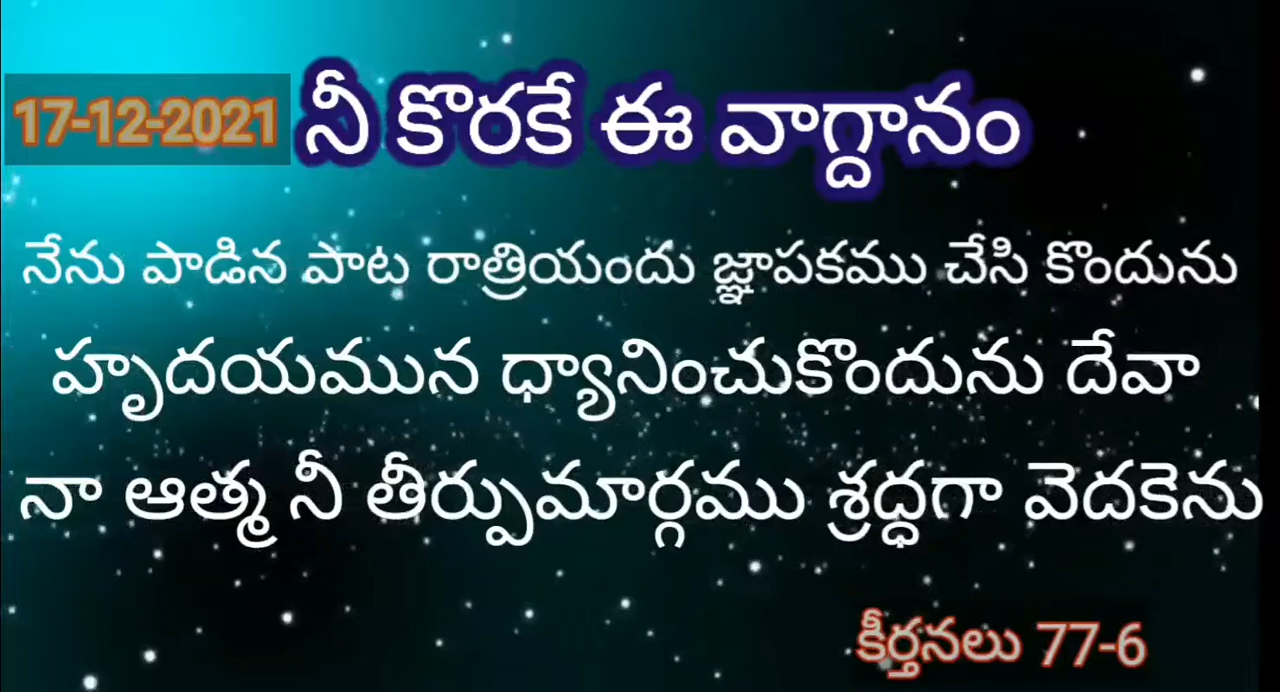 17-12-2021 నీ కొరకే ఈ వాగ్దానం
నేను పాడిన పాట రాత్రియందు జ్ఞాపకము చేసి కొందును
హృదయమున ధ్యానించుకొందును దేవా
నా ఆత్మ నీ తీర్పుమార్గము శ్రద్ధగా వెదకెను
కీర్తనలు 77-6